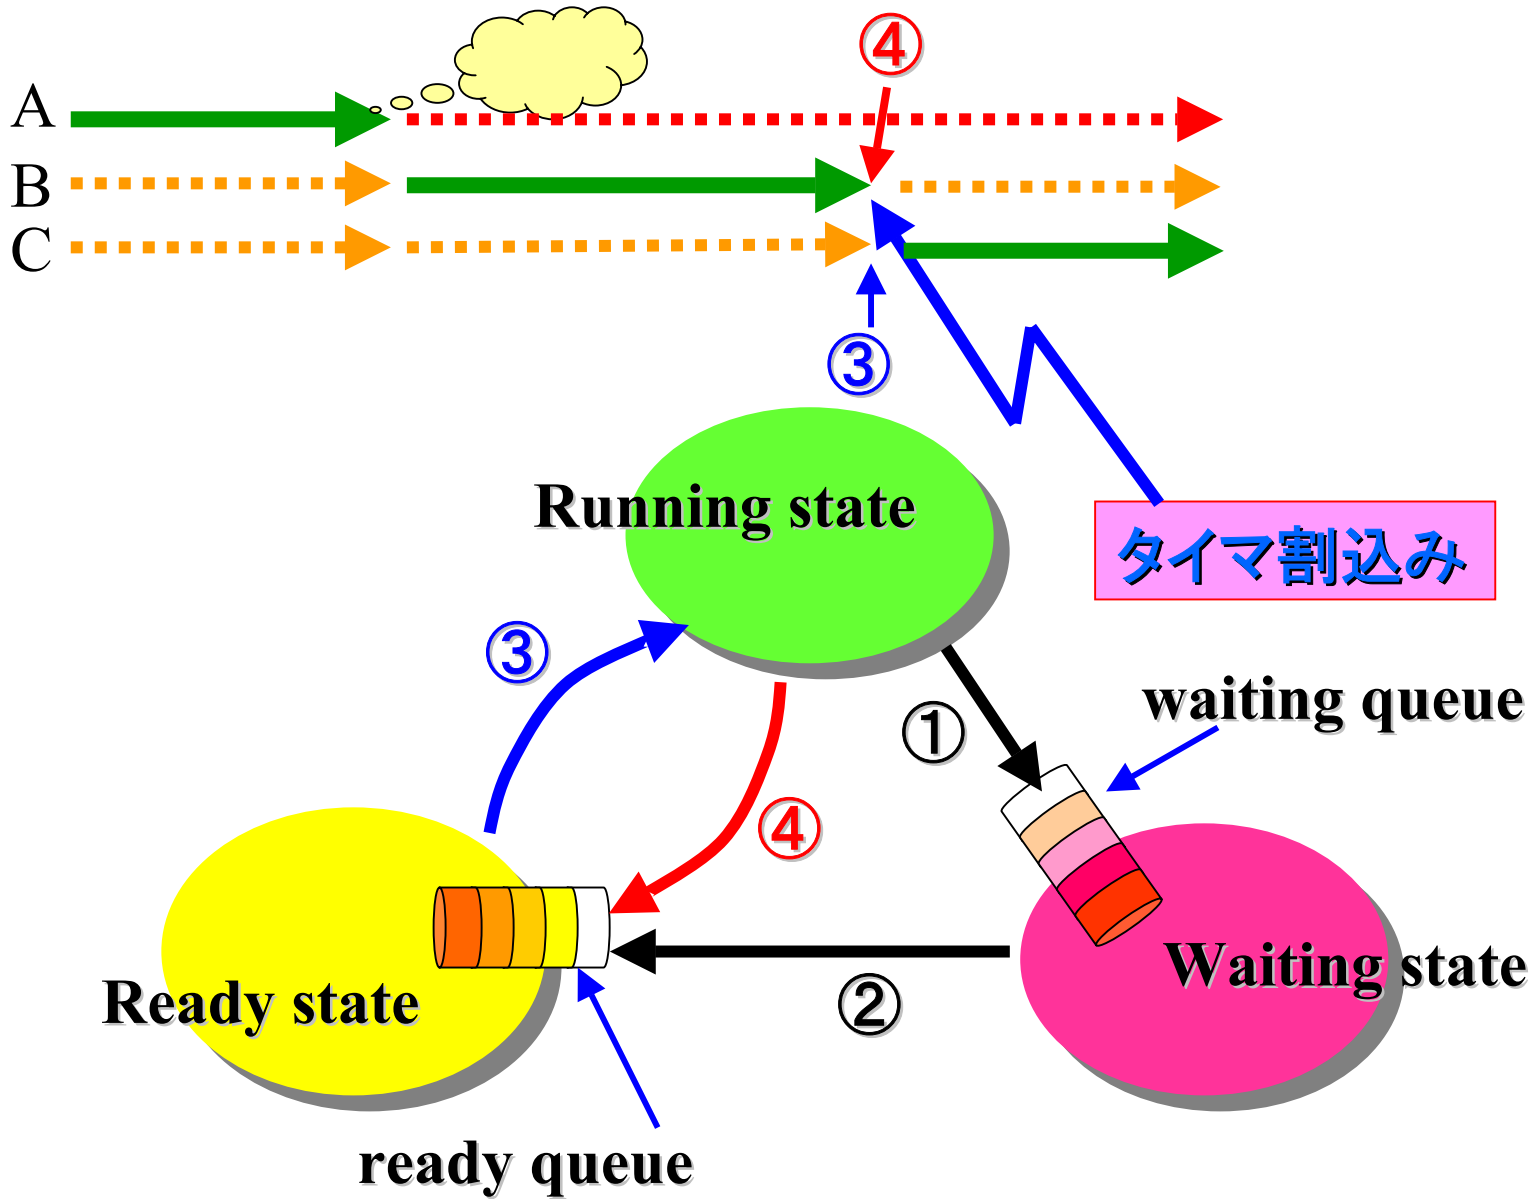 ④
A
B
C
③
Running state
タイマ割込み
③
waiting queue
①
④
Waiting state
Ready state
②
ready queue